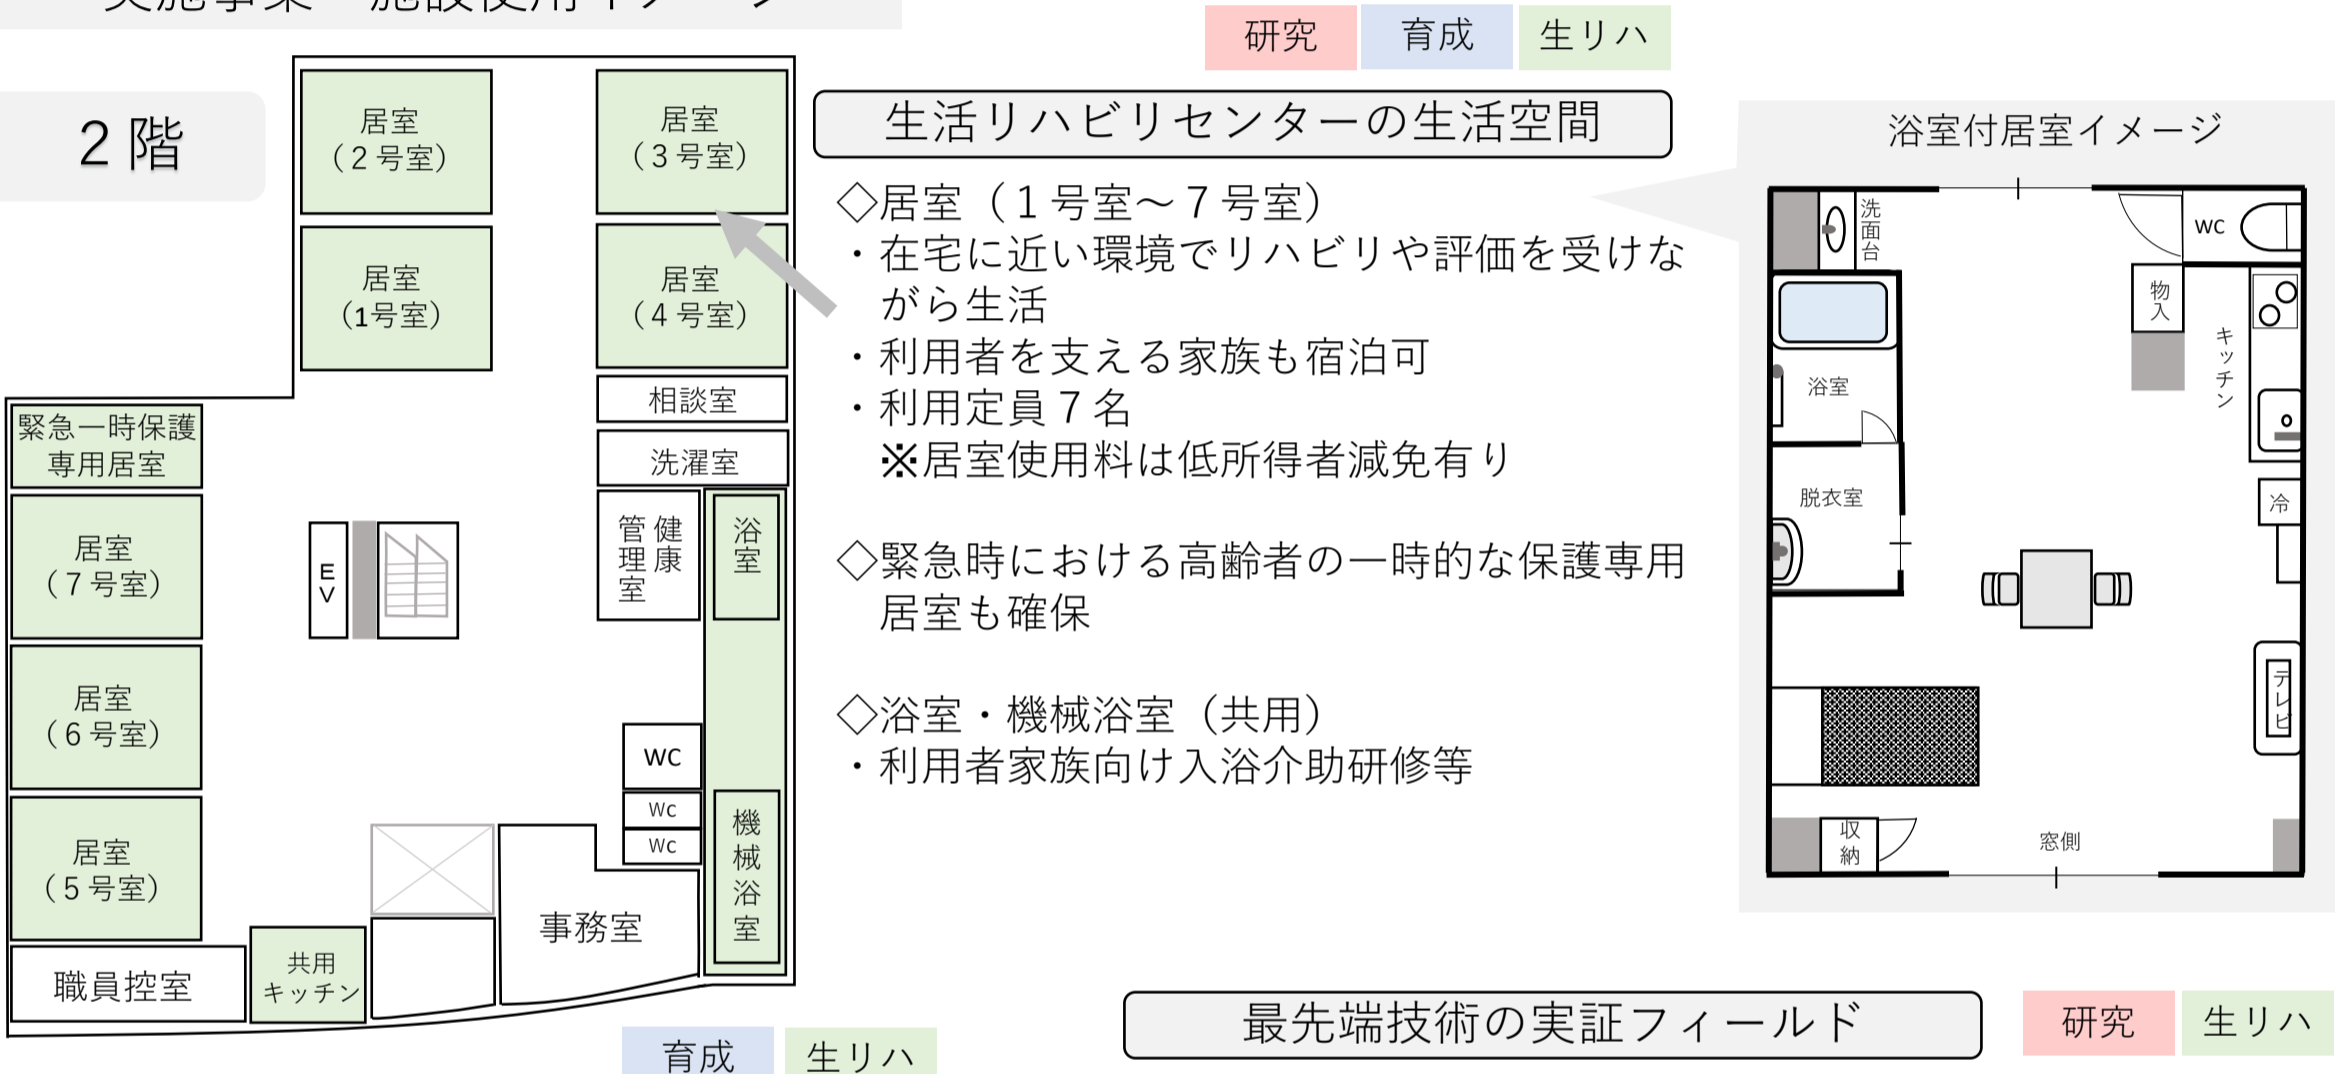 実施事業・施設使用イメージ
研究
育成
生リハ
2階
居室
（2号室）
居室
（3号室）
居室
（1号室）
居室
（4号室）
相談室
洗濯室
健康
管理室
浴室
緊急一時保護
専用居室
居室
（7号室）
EV
居室
（6号室）
居室
（5号室）
WC
WC
WC
機械浴室
事務室
職員控室
共用
キッチン
生活リハビリセンターの生活空間
◇居室（1号室～7号室）
・在宅に近い環境でリハビリや評価を受けな
がら生活
・利用者を支える家族も宿泊可
・利用定員7名
※居室使用料は低所得者減免有り
◇緊急時における高齢者の一時的な保護専用
居室も確保
◇浴室・機械浴室（共用）
・利用者家族向け入浴介助研修等
浴室付居室イメージ
洗面台
WC
物入
キッチン
浴室
脱衣室
冷
テレビ
収納
窓側
育成
生リハ
最先端技術の実証フィールド
研究
生リハ